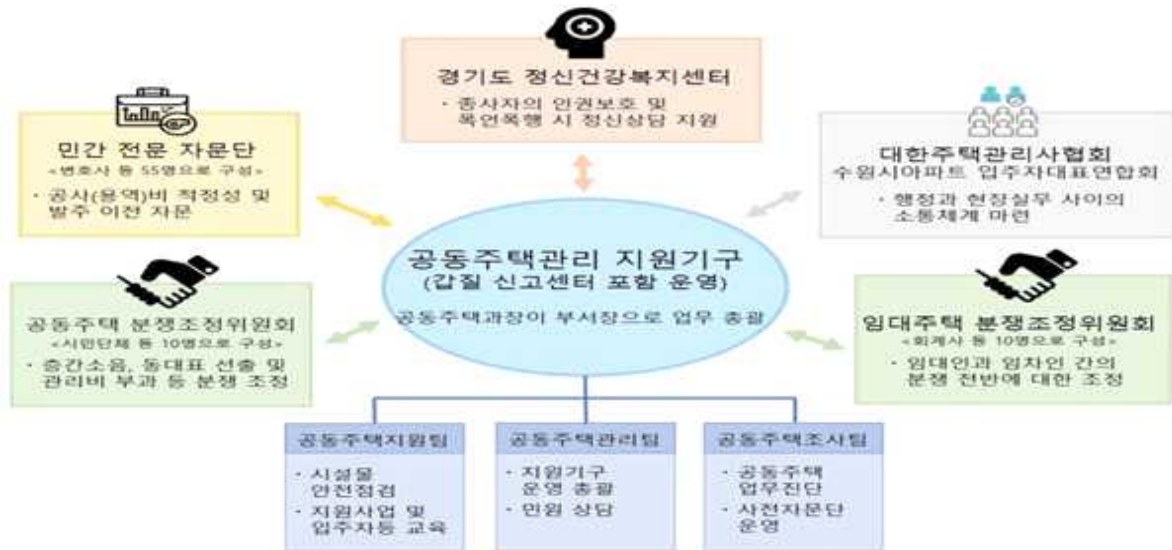 경기도 정신건강복지센터
· 종사자의 인권보호 및
폭언폭행 시 정신상담 지원
민간 전문 자문단
<변호사 등 55명으로 구성>
· 공사(용역)비 적정성 및
발주 이전 자문
대한주택관리사협회
수원시아파트 입주자대표연합회
· 행정과 현장실무 사이의
소통체계 마련
공동주택관리 지원기구
(갑질 신고센터 포함 운영)
공동주택과장이 부서장으로 업무 총괄
공동주택 분쟁조정위원회
<시민단체 등 10명으로 구성>
· 층간소음, 동대표 선출 및
관리비 부과 등 분쟁 조정
임대주택 분쟁조정위원회
<회계사 등 10명으로 구성>
· 임대인과 임차인 간의
분쟁 전반에 대한 조정
공동주택지원팀
· 시설물
안전점검
· 지원사업 및
입주자등 교육
공동주택관리팀
· 지원기구
운영 총괄
· 민원 상담
공동주택조사팀
· 공동주택
업무진단
· 사전자문단
운영